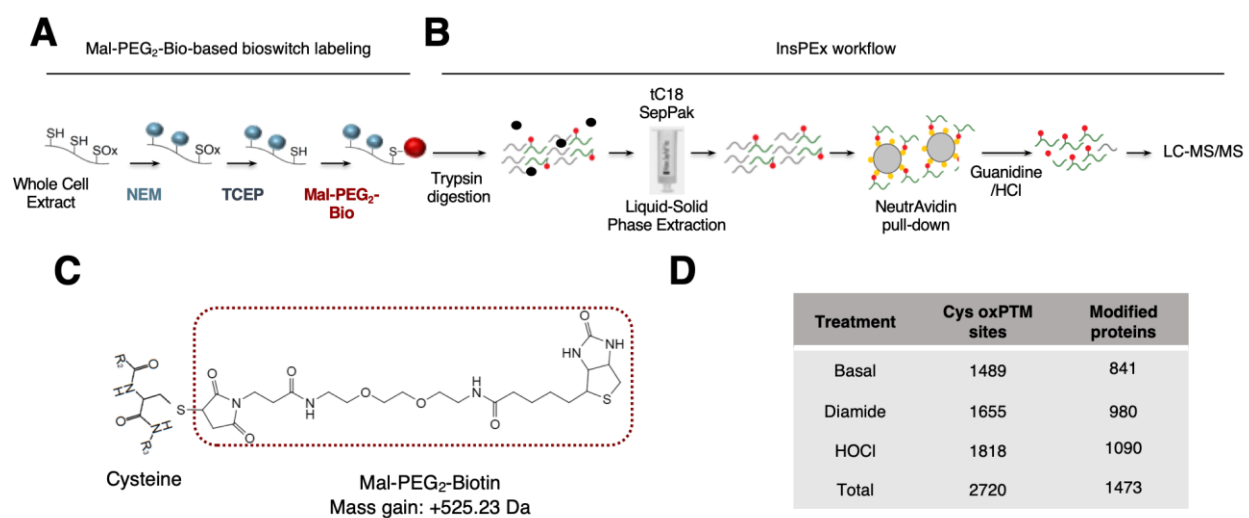 A
B
Mal-PEG₂-Bio-based bioswitch labeling
InsPEx workflow
tC18
SepPak
SH
SH
SOx
SOx
SH
S-
Whole Cell
Extract
NEM
TCEP
Mal-PEG₂-
Bio
Trypsin
digestion
Liquid-Solid
Phase Extraction
NeutrAvidin
pull-down
Guanidine
/HCl
LC-MS/MS
C
D
O
HN
NH
S
R₂
O
N
H
O
N
H
R₂
S
O
N
O
O
N
H
O
O
H
N
O
Cysteine
Mal-PEG₂-Biotin
Mass gain: +525.23 Da
Treatment
Cys oxPTM
sites
Modified
proteins
Basal 1489 841
Diamide 1655 980
HOCl 1818 1090
Total 2720 1473